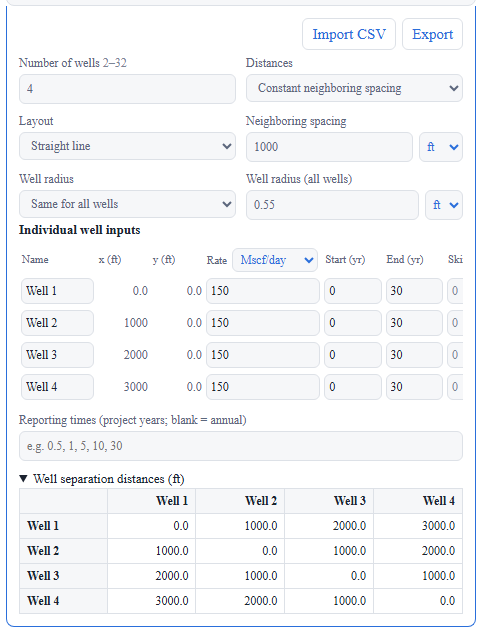 Import CSV Export
Number of wells 2–32 Distances
4 Constant neighboring spacing
Layout Neighboring spacing
Straight line 1000 ft
Well radius Well radius (all wells)
Same for all wells 0.55 ft
Individual well inputs
Name x (ft) y (ft) Rate Mscf/day Start (yr) End (yr) Ski
Well 1 0.0 0.0 150 0 30 0
Well 2 1000 0.0 150 0 30 0
Well 3 2000 0.0 150 0 30 0
Well 4 3000 0.0 150 0 30 0
Reporting times (project years; blank = annual)
e.g. 0.5, 1, 5, 10, 30
▼ Well separation distances (ft)
Well 1 Well 2 Well 3 Well 4
Well 1 0.0 1000.0 2000.0 3000.0
Well 2 1000.0 0.0 1000.0 2000.0
Well 3 2000.0 1000.0 0.0 1000.0
Well 4 3000.0 2000.0 1000.0 0.0